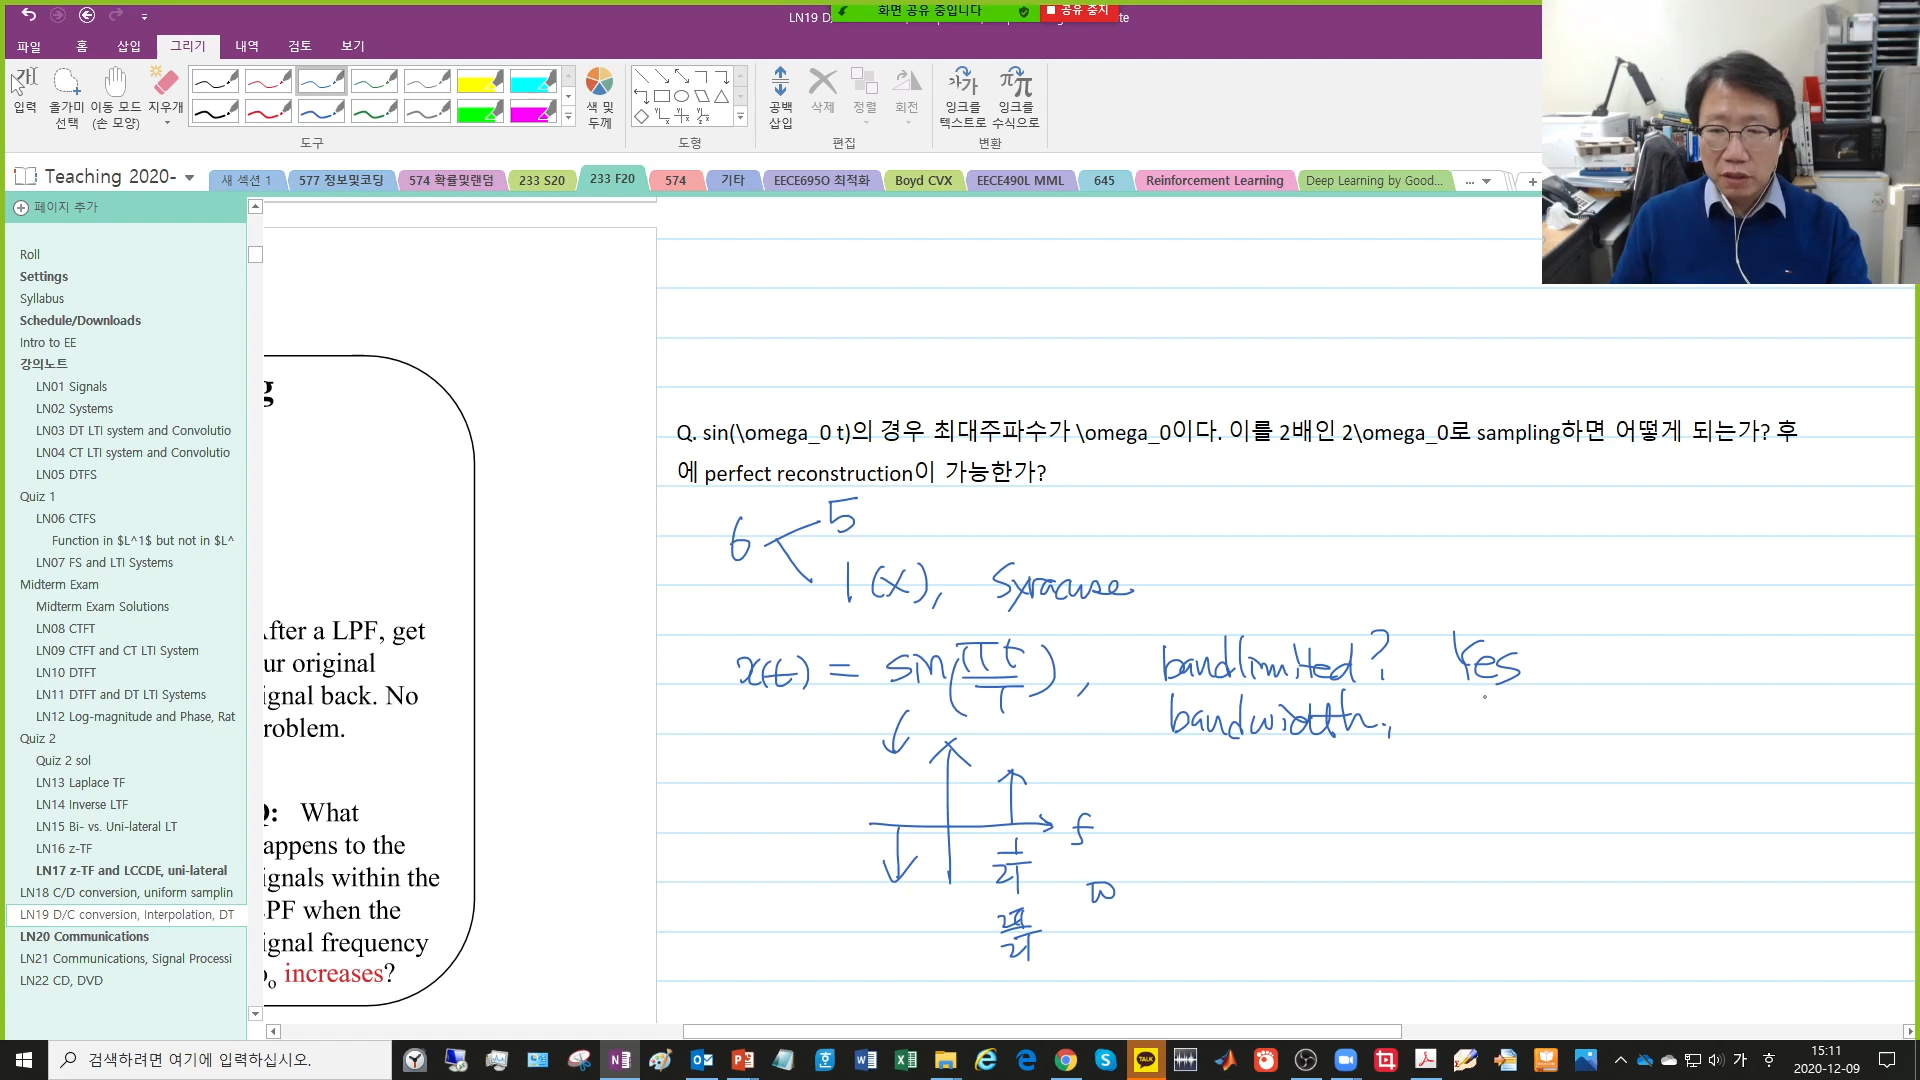 LN19 D
화면 공유 중입니다
공유 중지
te
파일 홈 삽입 그리기 내역 검토 보기
입력
올가미 선택
이동 모드 (손 모양)
지우개
색 및 두께
공백 삽입
삭제
정렬
회전
잉크를 텍스트로
잉크를 수식으로
도구 도형 편집 변환
Teaching 2020-
새 섹션 1 577 정보및코딩 574 확률및랜덤 233 S20 233 F20 574 기타 EECE695O 최적화 Boyd CVX EECE490L MML 645 Reinforcement Learning Deep Learning by Good... ...
페이지 추가
Roll
Settings
Syllabus
Schedule/Downloads
Intro to EE
강의노트
LN01 Signals
LN02 Systems
LN03 DT LTI system and Convolutio
LN04 CT LTI system and Convolutio
LN05 DTFS
Quiz 1
LN06 CTFS
Function in $L^1$ but not in $L^
LN07 FS and LTI Systems
Midterm Exam
Midterm Exam Solutions
LN08 CTFT
LN09 CTFT and CT LTI System
LN10 DTFT
LN11 DTFT and DT LTI Systems
LN12 Log-magnitude and Phase, Rat
Quiz 2
Quiz 2 sol
LN13 Laplace TF
LN14 Inverse LTF
LN15 Bi- vs. Uni-lateral LT
LN16 z-TF
LN17 z-TF and LCCDE, uni-lateral
LN18 C/D conversion, uniform samplin
LN19 D/C conversion, Interpolation, DT
LN20 Communications
LN21 Communications, Signal Processi
LN22 CD, DVD
g
After a LPF, get
ur original
ignal back. No
roblem.
Q: What
appens to the
ignals within the
PF when the
ignal frequency
o increases?
Q. sin(\omega_0 t)의 경우 최대주파수가 \omega_0이다. 이를 2배인 2\omega_0로 sampling하면 어떻게 되는가? 후
에 perfect reconstruction이 가능한가?
6 5
1 (x), Syracuse
x(t) = sin(πt/T), bandlimited? Yes
bandwidth,
f
1/2T
ω
2π/2T
검색하려면 여기에 입력하십시오.
TALK
가
15:11
2020-12-09